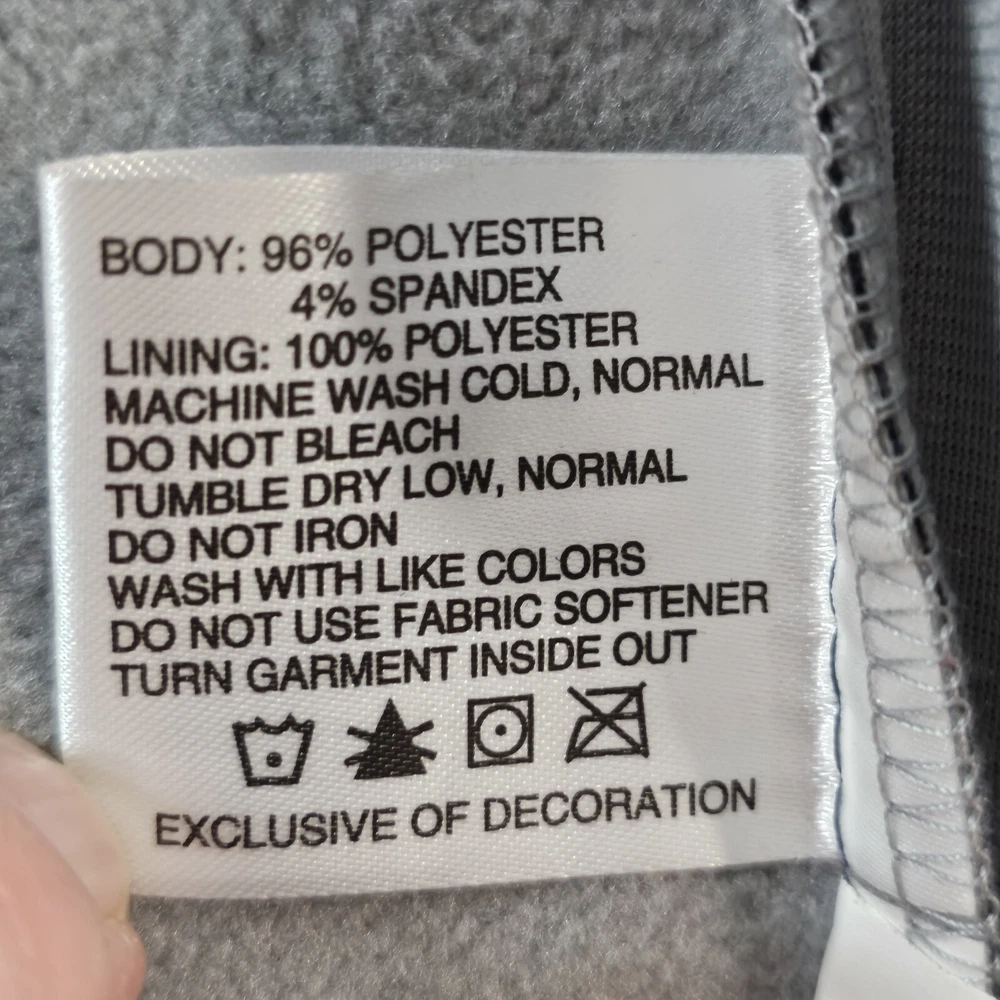 BODY: 96% POLYESTER
4% SPANDEX
LINING: 100% POLYESTER
MACHINE WASH COLD, NORMAL
DO NOT BLEACH
TUMBLE DRY LOW, NORMAL
DO NOT IRON
WASH WITH LIKE COLORS
DO NOT USE FABRIC SOFTENER
TURN GARMENT INSIDE OUT
EXCLUSIVE OF DECORATION